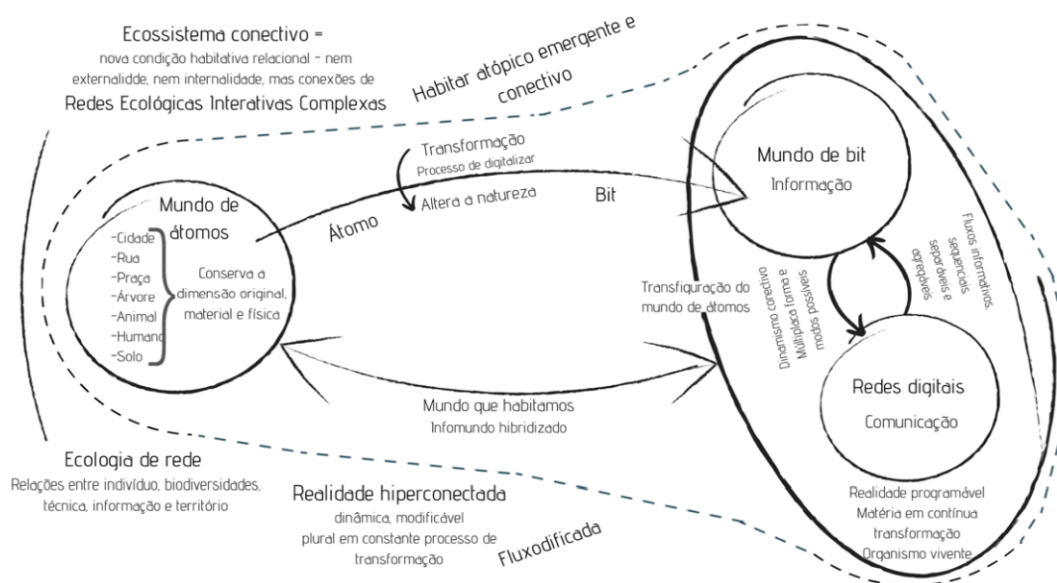 Ecossistema conectivo =
nova condição habitativa relacional - nem
externalidde, nem internalidade, mas conexões de
Redes Ecológicas Interativas Complexas
Habitar atópico emergente e
conectivo
Transformação
Processo de digitalizar
Altera a natureza
Átomo
Bit
Mundo de
átomos
-Cidade
-Rua
-Praça
-Árvore
-Animal
-Humano
-Solo
Conserva a
dimensão original,
material e física
Mundo de bit
Informação
Transfiguração do
mundo de átomos
Dinamismo conectivo
Múltiplaco forma e
modos possíveis
Fluxos informativos,
sequenciais
separáveis e
agregáveis
Redes digitais
Comunicação
Realidade programável
Matéria em contínua
transformação
Organismo vivente
Mundo que habitamos
Infomundo hibridizado
Ecologia de rede
Relações entre indivíduo, biodiversidades,
técnica, informação e território
Realidade hiperconectada
dinâmica, modificável
plural em constante processo de
transformação
Fluxodificada